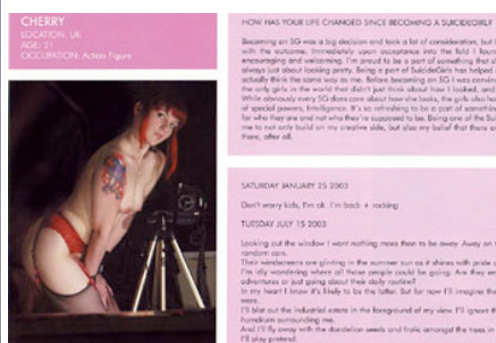 CHERRY
LOCATION: UK
AGE: 21
OCCUPATION: Action Figure
HOW HAS YOUR LIFE CHANGED SINCE BECOMING A SUICIDEGIRL?
Becoming an SG was a big decision and took a lot of consideration, but I
with the outcome. Immediately upon acceptance into the fold I foun
encouraging and welcoming. I'm proud to be a part of something that
always just about looking pretty. Being a part of SuicideGirls has helped
actually think the same way as me. Before becoming an SG I was convin
the only girls in the world that didn't just think about how I looked, and
While obviously every SG does care about how she looks, the girls also ha
of special powers, Intelligence. It's so refreshing to be a part of somethin
for who they are and not who they're supposed to be. Being one of the Sui
me to not only build on my creative side, but also my belief that there are
there, after all.
SATURDAY JANUARY 25 2003
Don't worry kids, I'm ok. I'm back + rocking
TUESDAY JULY 15 2003
Looking out the window I want nothing more than to be away. Away on
random cars.
Their windscreens are glinting in the summer sun as it shines with pride
I'm idly wondering where all those people could be going. Are they
adventures or just going about their daily routine?
In my heart I know it's likely to be the latter. But for now I'll imagine the
were.
I'll blot out the industrial estate in the foreground of my view I'll ignore th
humdrum surrounding me.
And I'll fly away with the dandelion seeds and frolic amongst the trees in
I'll play pretend.